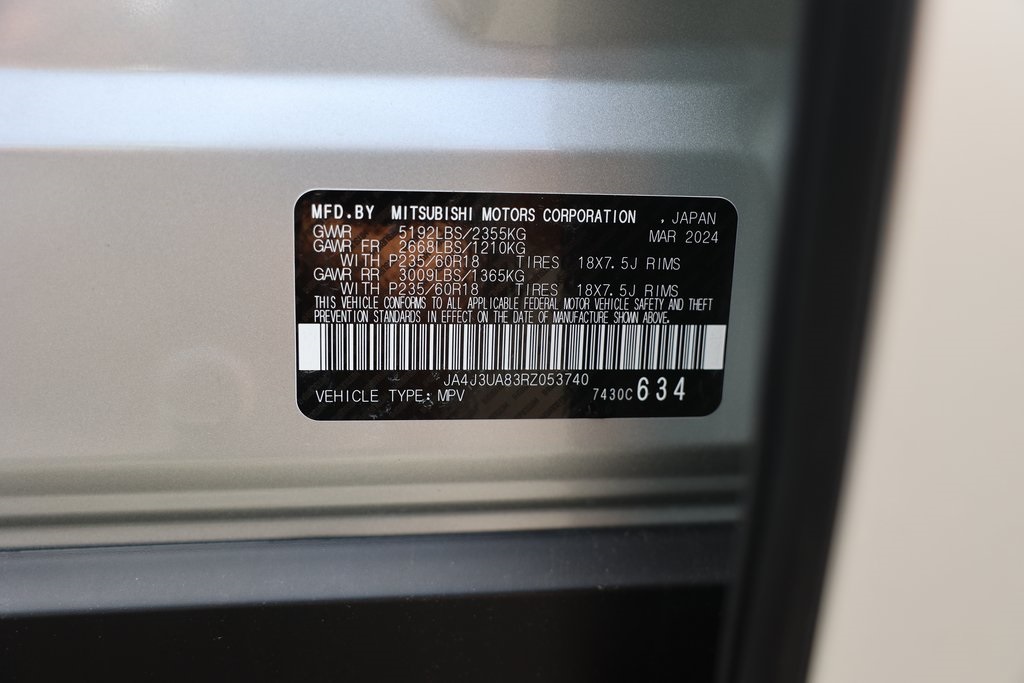 MFD.BY MITSUBISHI MOTORS CORPORATION , JAPAN
GWVR 5192LBS/2355KG MAR 2024
GAWR FR 2668LBS/1210KG
WITH P235/60R18 TIRES 18X7.5J RIMS
GAWR RR 3009LBS/1365KG
WITH P235/60R18 TIRES 18X7.5J RIMS
THIS VEHICLE CONFORMS TO ALL APPLICABLE FEDERAL MOTOR VEHICLE SAFETY AND THEFT
PREVENTION STANDARDS IN EFFECT ON THE DATE OF MANUFACTURE SHOWN ABOVE.
JA4J3UA83RZ053740
VEHICLE TYPE: MPV 7430C 634